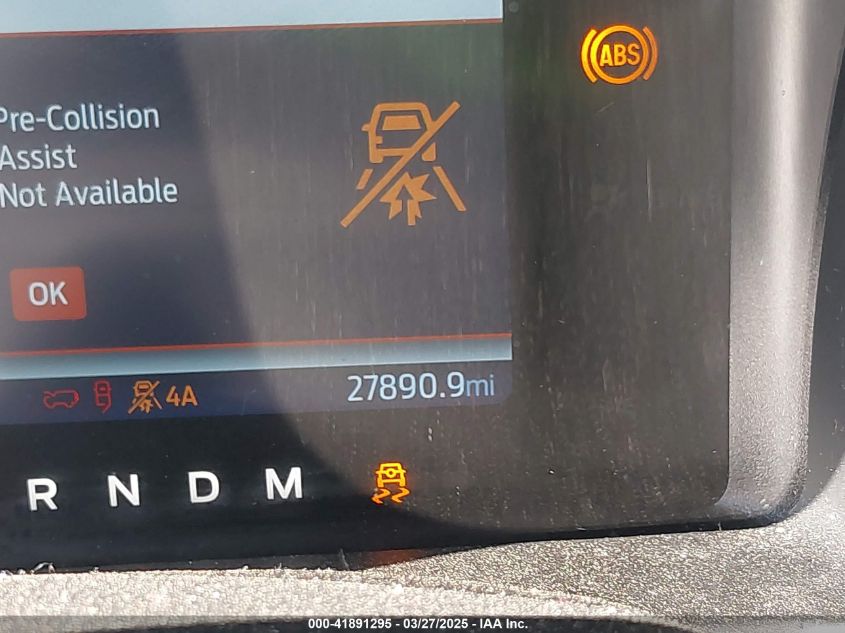 ABS
Pre-Collision
Assist
Not Available
OK
4A
27890.9mi
R N D M
000-41891295 - 03/27/2025 - IAA Inc.